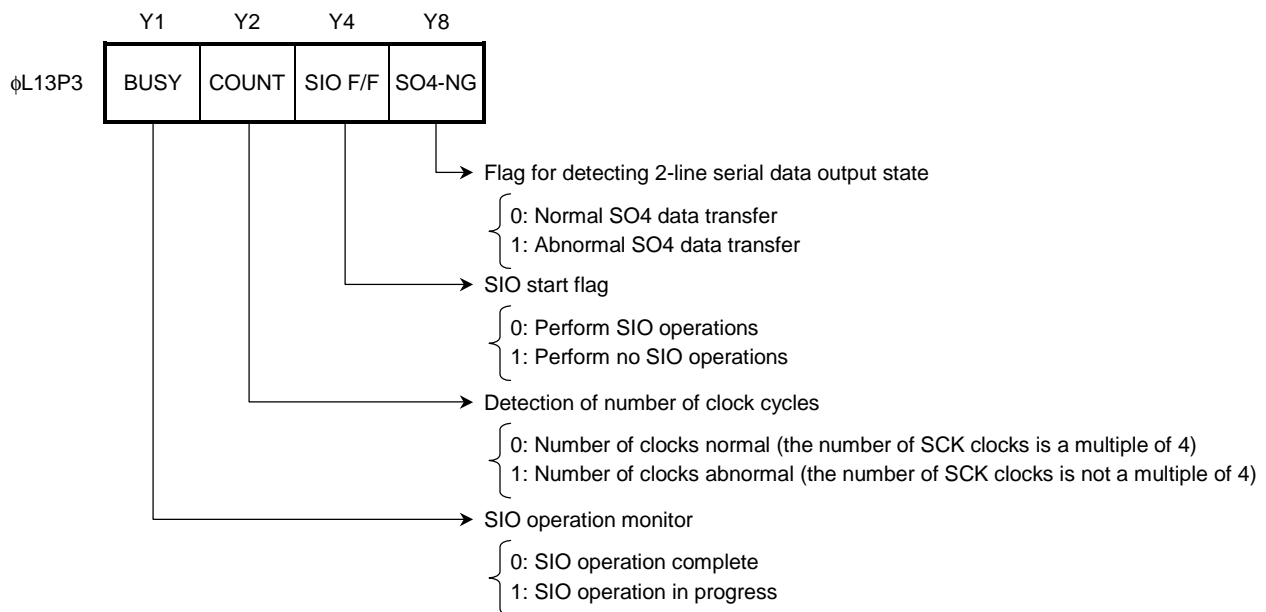 Y1 Y2 Y4 Y8
ϕL13P3 BUSY COUNT SIO F/F SO4-NG
Flag for detecting 2-line serial data output state
0: Normal SO4 data transfer
1: Abnormal SO4 data transfer
SIO start flag
0: Perform SIO operations
1: Perform no SIO operations
Detection of number of clock cycles
0: Number of clocks normal (the number of SCK clocks is a multiple of 4)
1: Number of clocks abnormal (the number of SCK clocks is not a multiple of 4)
SIO operation monitor
0: SIO operation complete
1: SIO operation in progress